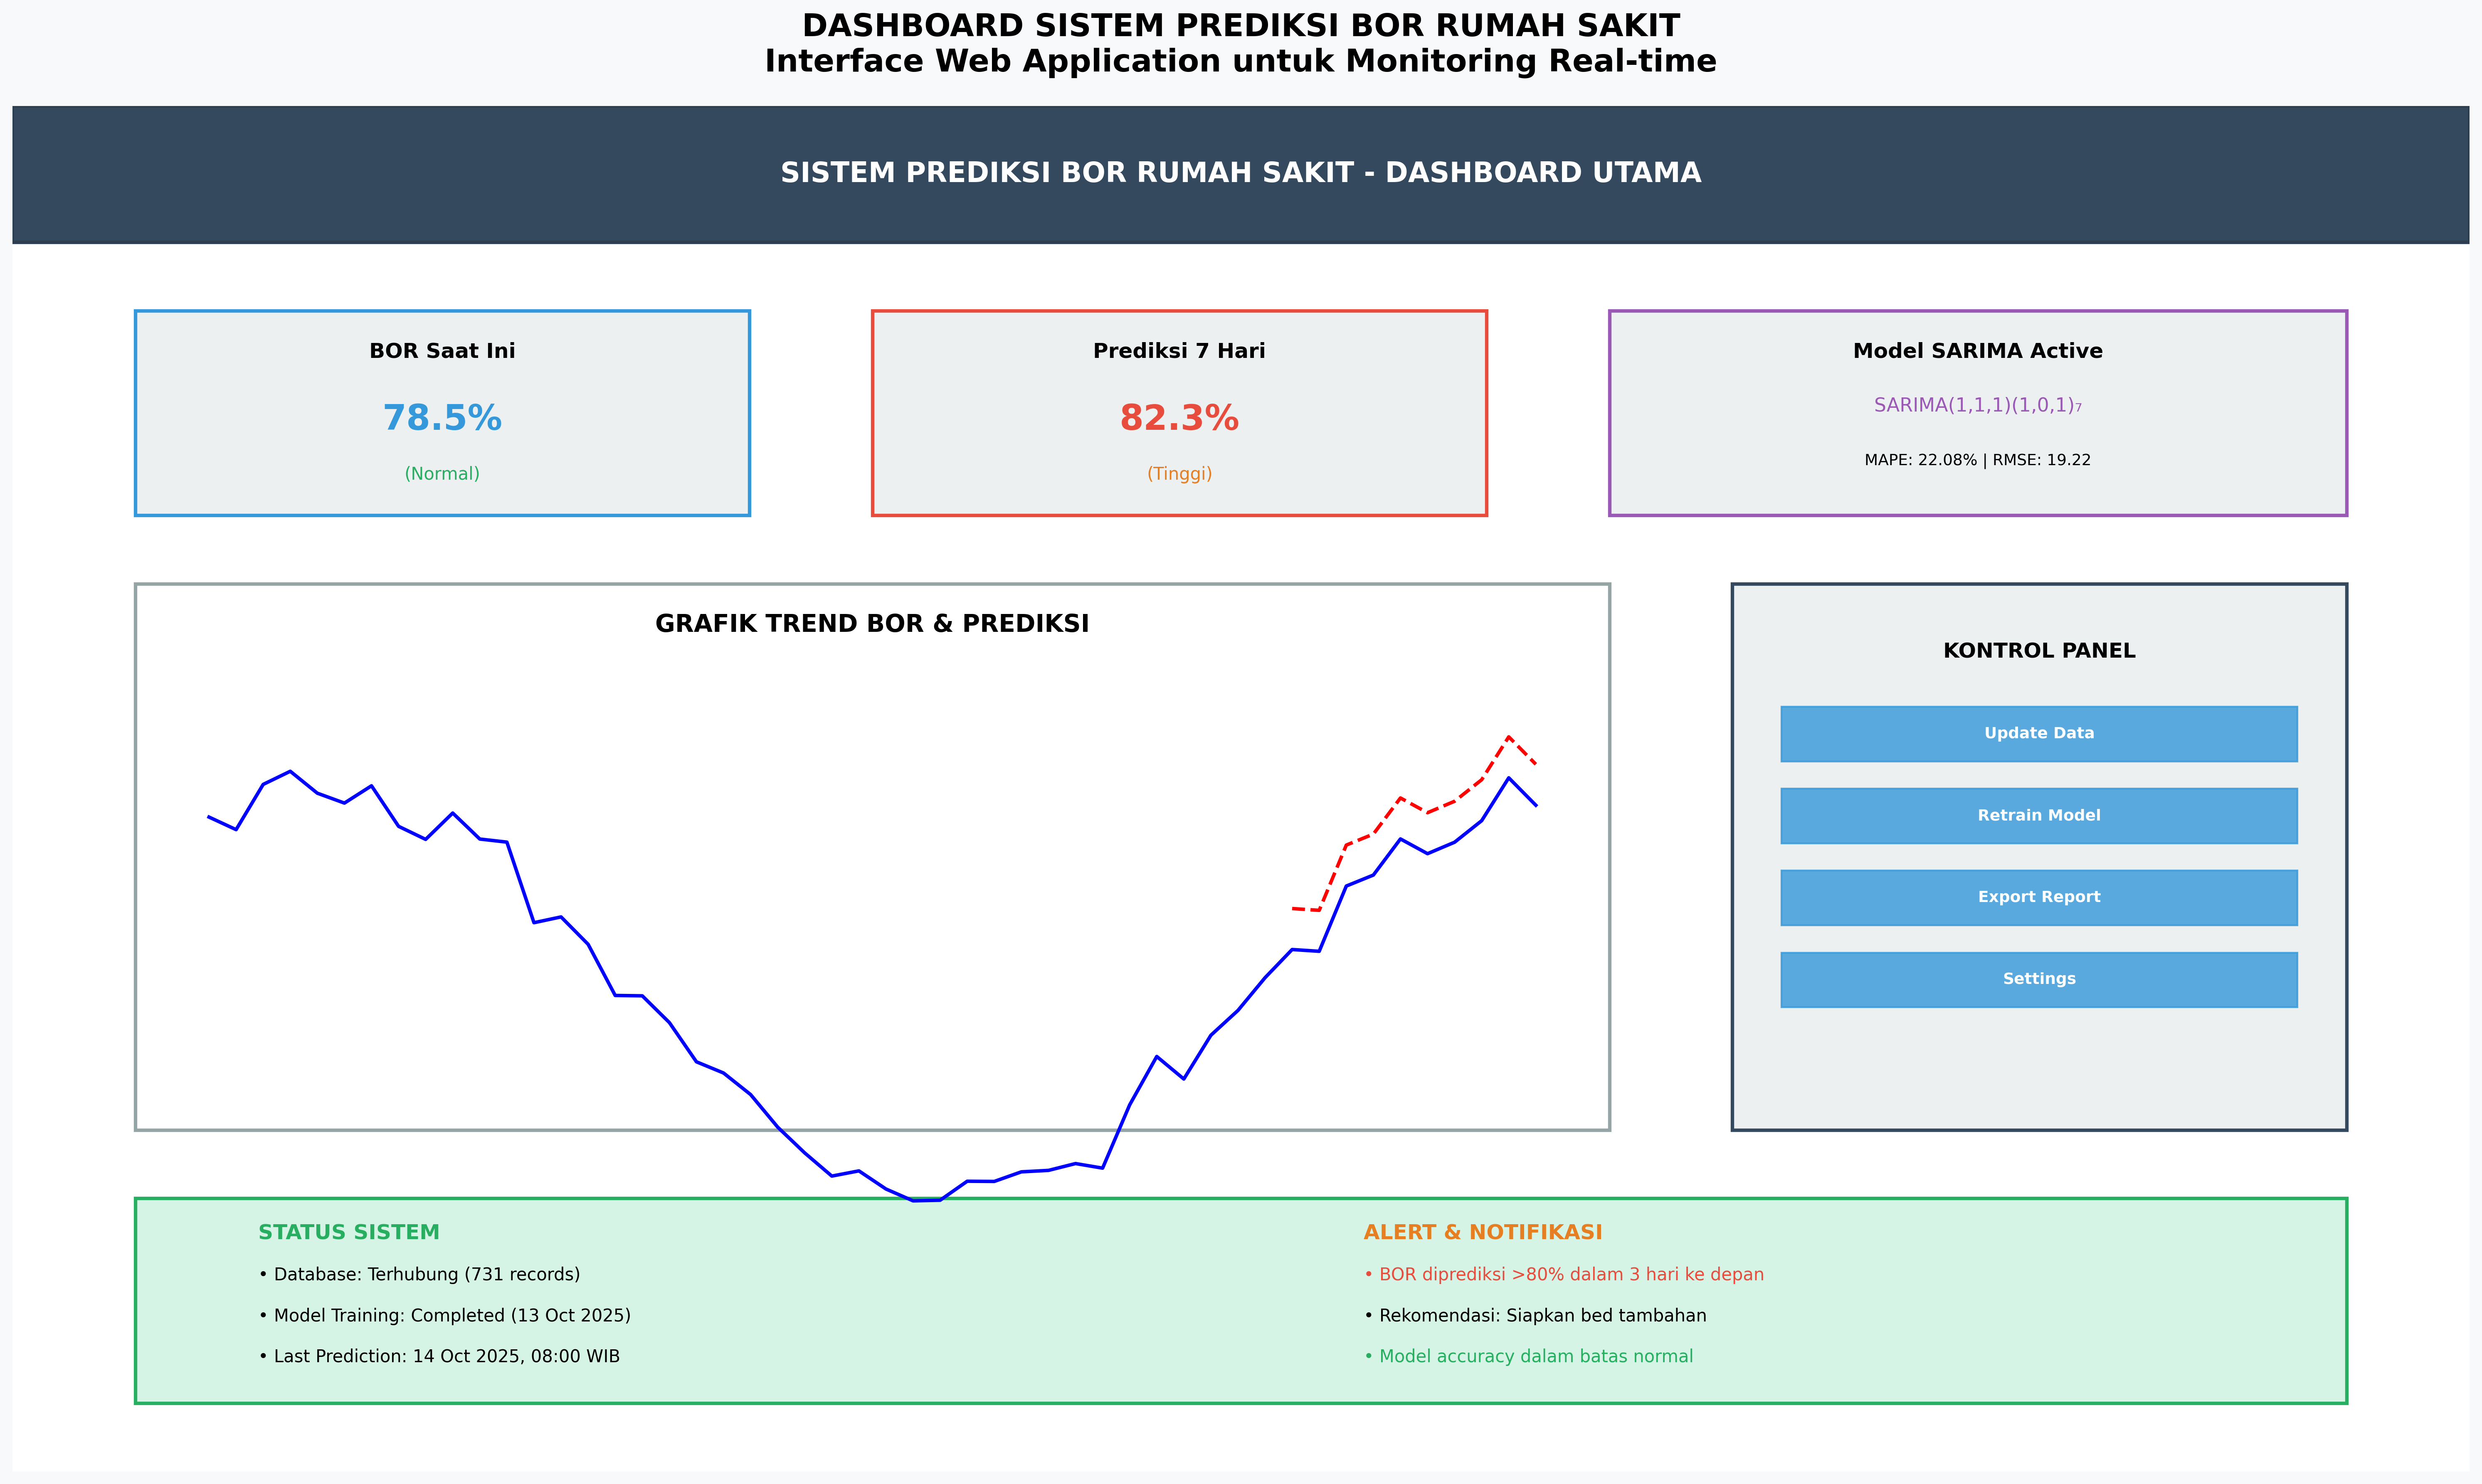 DASHBOARD SISTEM PREDIKSI BOR RUMAH SAKIT
Interface Web Application untuk Monitoring Real-time
SISTEM PREDIKSI BOR RUMAH SAKIT - DASHBOARD UTAMA
BOR Saat Ini
78.5%
(Normal)
Prediksi 7 Hari
82.3%
(Tinggi)
Model SARIMA Active
SARIMA(1,1,1)(1,0,1)₇
MAPE: 22.08% | RMSE: 19.22
GRAFIK TREND BOR & PREDIKSI
KONTROL PANEL
Update Data
Retrain Model
Export Report
Settings
STATUS SISTEM
• Database: Terhubung (731 records)
• Model Training: Completed (13 Oct 2025)
• Last Prediction: 14 Oct 2025, 08:00 WIB
ALERT & NOTIFIKASI
• BOR diprediksi >80% dalam 3 hari ke depan
• Rekomendasi: Siapkan bed tambahan
• Model accuracy dalam batas normal